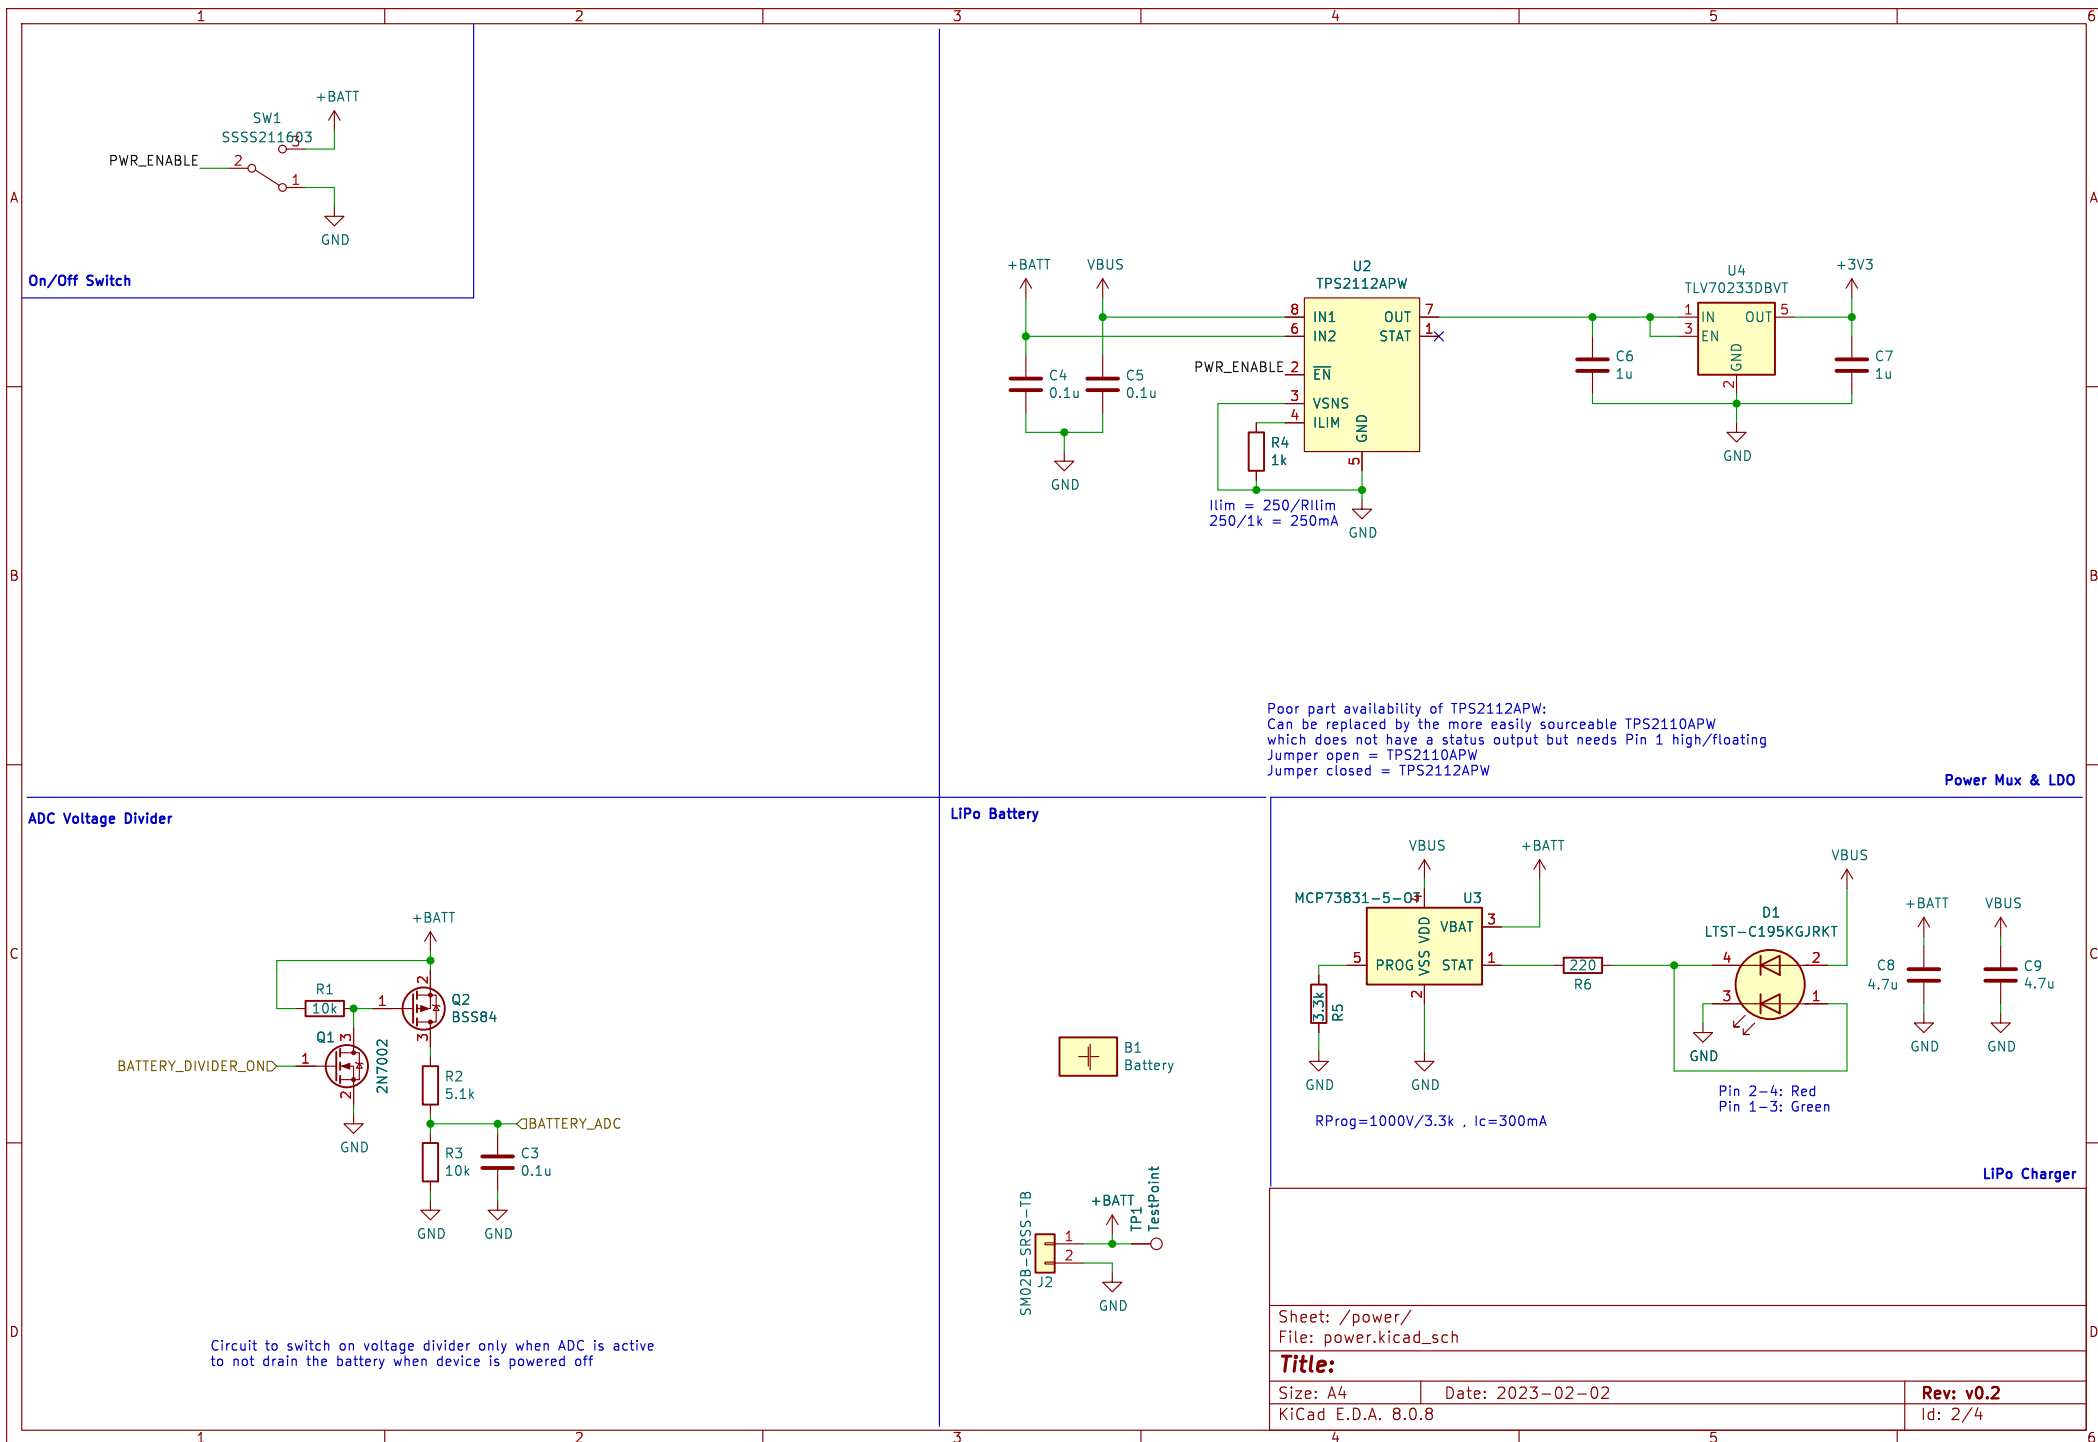 1 2 3 4 5 6
A
B
C
D
A
B
C
D
1 2 3 4 5 6
+BATT
SW1
SSSS211603
3
PWR_ENABLE
2
1
GND
On/Off Switch
+BATT
VBUS
U2
TPS2112APW
8 IN1 OUT 7
6 IN2 STAT 1
PWR_ENABLE 2 EN
3 VSNS
4 ILIM
GND
5
C4
0.1u
C5
0.1u
GND
R4
1k
Ilim = 250/RIlim
250/1k = 250mA
GND
U4
TLV70233DBVT
1 IN OUT 5
3 EN
GND
2
+3V3
C6
1u
C7
1u
GND
Poor part availability of TPS2112APW:
Can be replaced by the more easily sourceable TPS2110APW
which does not have a status output but needs Pin 1 high/floating
Jumper open = TPS2110APW
Jumper closed = TPS2112APW
Power Mux & LDO
ADC Voltage Divider
+BATT
R1
10k
1
2
3
Q2
BSS84
Q1
2N7002
3
BATTERY_DIVIDER_ON
1
2
GND
R2
5.1k
BATTERY_ADC
R3
10k
C3
0.1u
GND
GND
Circuit to switch on voltage divider only when ADC is active
to not drain the battery when device is powered off
LiPo Battery
B1
Battery
SM02B-SRSS-TB
J2
1
2
+BATT
TP1
TestPoint
GND
VBUS
+BATT
MCP73831-5-OT
U3
4
VDD
VBAT 3
5 PROG
STAT 1
VSS
2
3.3k
R5
GND
GND
220
R6
VBUS
D1
LTST-C195KGJRKT
4 2
3 1
GND
Pin 2-4: Red
Pin 1-3: Green
+BATT
C8
4.7u
GND
VBUS
C9
4.7u
GND
RProg=1000V/3.3k , Ic=300mA
LiPo Charger
Sheet: /power/
File: power.kicad_sch
Title:
Size: A4
Date: 2023-02-02
Rev: v0.2
KiCad E.D.A. 8.0.8
Id: 2/4